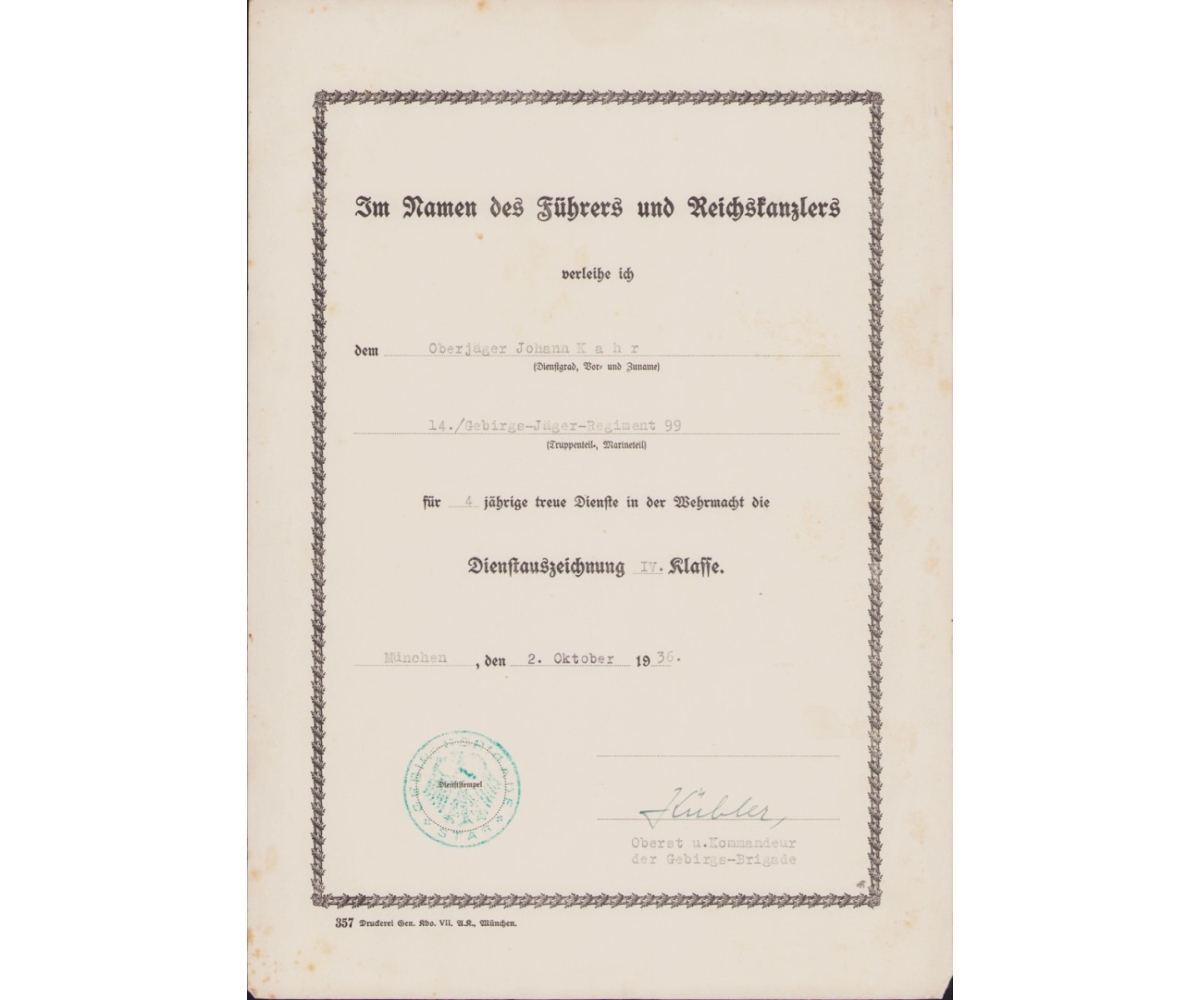 Im Namen des Führers und Reichskanzlers
verleihe ich
dem Oberjäger Johann K a h r
(Dienstgrad, Vor- und Zuname)
14./Gebirgs-Jäger-Regiment 99
(Truppenteil-, Marineteil)
für 4 jährige treue Dienste in der Wehrmacht die
Dienstauszeichnung IV. Klasse.
München, den 2. Oktober 1936.
Dienststempel
Kübler,
Oberst u.Kommandeur
der Gebirgs-Brigade
357 Druckerei Gen. Kdo. VII. A.K., München.